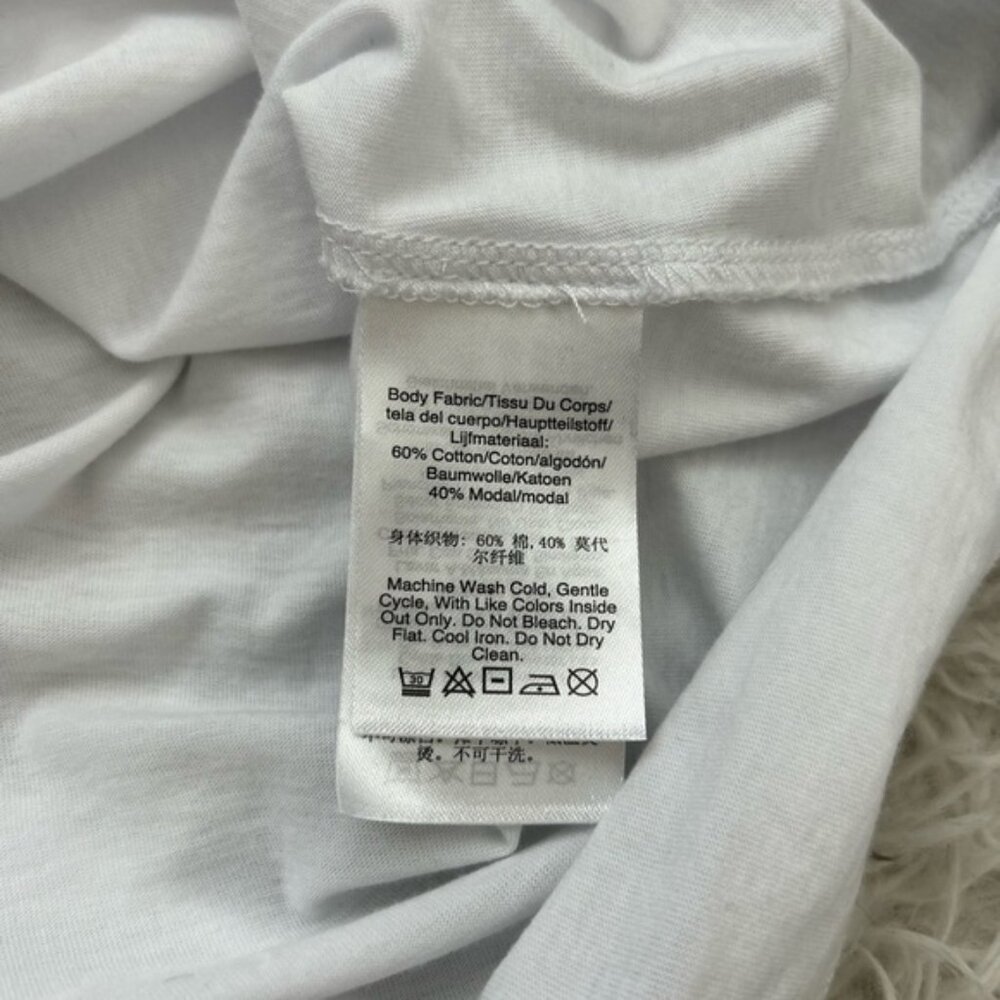 Body Fabric/Tissu Du Corps/
tela del cuerpo/Hauptteilstoff/
Lijfmateriaal:
60% Cotton/Coton/algodón/
Baumwolle/Katoen
40% Modal/modal
身体织物: 60% 棉, 40% 莫代
尔纤维
Machine Wash Cold, Gentle
Cycle, With Like Colors Inside
Out Only. Do Not Bleach. Dry
Flat. Cool Iron. Do Not Dry
Clean.
30
烫。不可干洗。